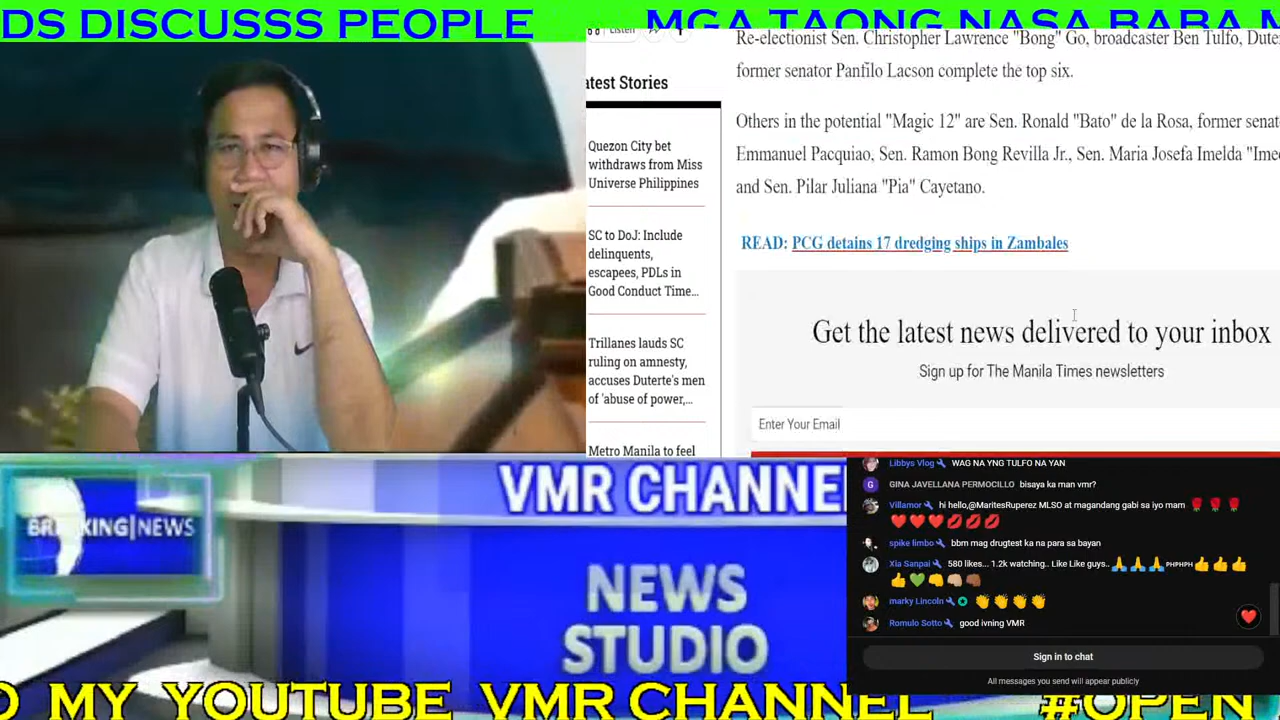 DS DISCUSSS PEOPLE
MGA TAONG NASA BABA M
Listen
atest Stories
Quezon City bet
withdraws from Miss
Universe Philippines
SC to DoJ: Include
delinquents,
escapees, PDLs in
Good Conduct Time...
Trillanes lauds SC
ruling on amnesty,
accuses Duterte's men
of 'abuse of power,...
Metro Manila to feel
Re-electionist Sen. Christopher Lawrence "Bong" Go, broadcaster Ben Tulfo, Dute
former senator Panfilo Lacson complete the top six.
Others in the potential "Magic 12" are Sen. Ronald "Bato" de la Rosa, former senat
Emmanuel Pacquiao, Sen. Ramon Bong Revilla Jr., Sen. Maria Josefa Imelda "Imee
and Sen. Pilar Juliana "Pia" Cayetano.
READ: PCG detains 17 dredging ships in Zambales
Get the latest news delivered to your inbox
Sign up for The Manila Times newsletters
Enter Your Email
VMR CHANNE
BREAKING|NEWS
NEWS
STUDIO
Libbys Vlog WAG NA YNG TULFO NA YAN
G GINA JAVELLANA PERMOCILLO bisaya ka man vmr?
Villamor hi hello,@MaritesRuperez MLSO at magandang gabi sa iyo mam 🌹🌹🌹
❤️❤️❤️💋💋💋
spike limbo bbm mag drugtest ka na para sa bayan
Xia Sanpai 580 likes... 1.2k watching.. Like Like guys..🙏🙏🙏PHPHPH👍👍👍
👍💚👊👊🏼👊🏾
marky Lincoln 👏👏👏👏
Romulo Sotto good ivning VMR
Sign in to chat
All messages you send will appear publicly
O MY YOUTUBE VMR CHANNEL #OPEN